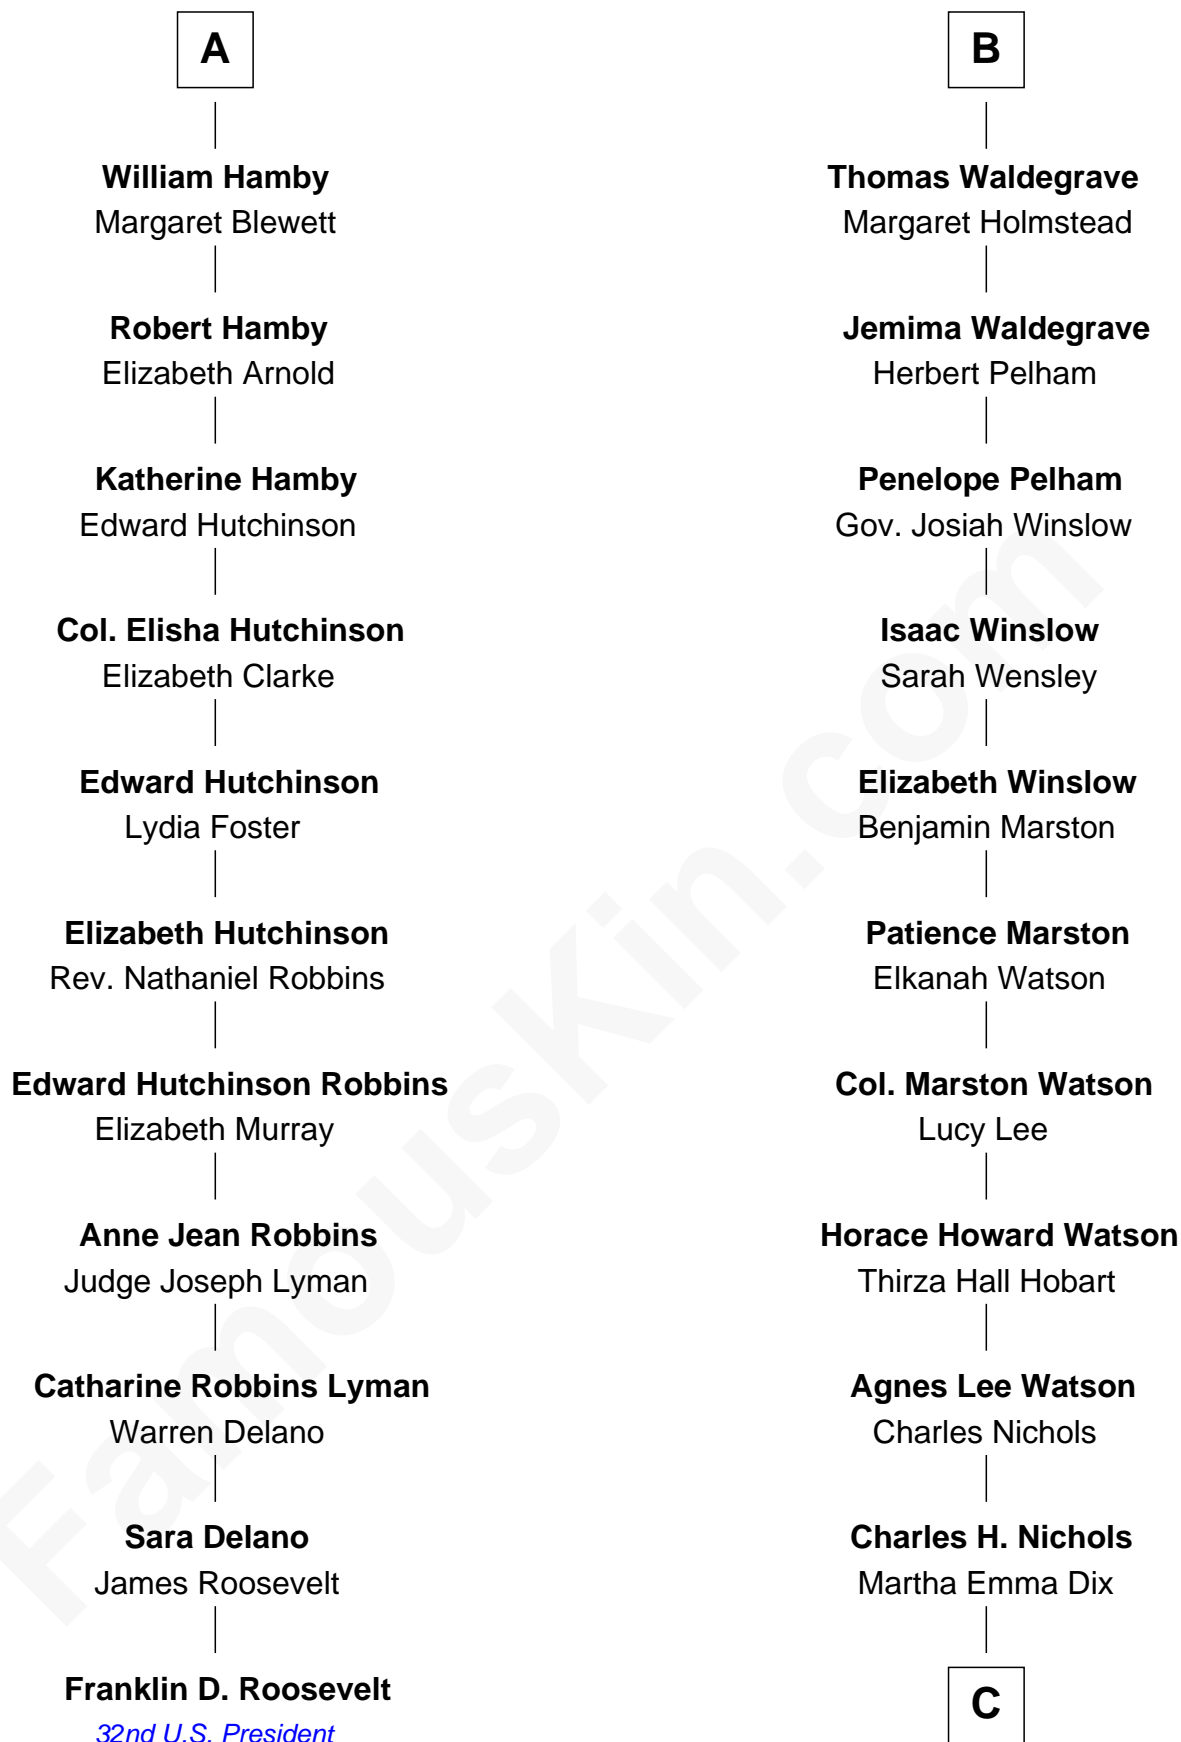 A
William Hamby
Margaret Blewett
Robert Hamby
Elizabeth Arnold
Katherine Hamby
Edward Hutchinson
Col. Elisha Hutchinson
Elizabeth Clarke
Edward Hutchinson
Lydia Foster
Elizabeth Hutchinson
Rev. Nathaniel Robbins
Edward Hutchinson Robbins
Elizabeth Murray
Anne Jean Robbins
Judge Joseph Lyman
Catharine Robbins Lyman
Warren Delano
Sara Delano
James Roosevelt
Franklin D. Roosevelt
32nd U.S. President
B
Thomas Waldegrave
Margaret Holmstead
Jemima Waldegrave
Herbert Pelham
Penelope Pelham
Gov. Josiah Winslow
Isaac Winslow
Sarah Wensley
Elizabeth Winslow
Benjamin Marston
Patience Marston
Elkanah Watson
Col. Marston Watson
Lucy Lee
Horace Howard Watson
Thirza Hall Hobart
Agnes Lee Watson
Charles Nichols
Charles H. Nichols
Martha Emma Dix
C
FamousKin.com